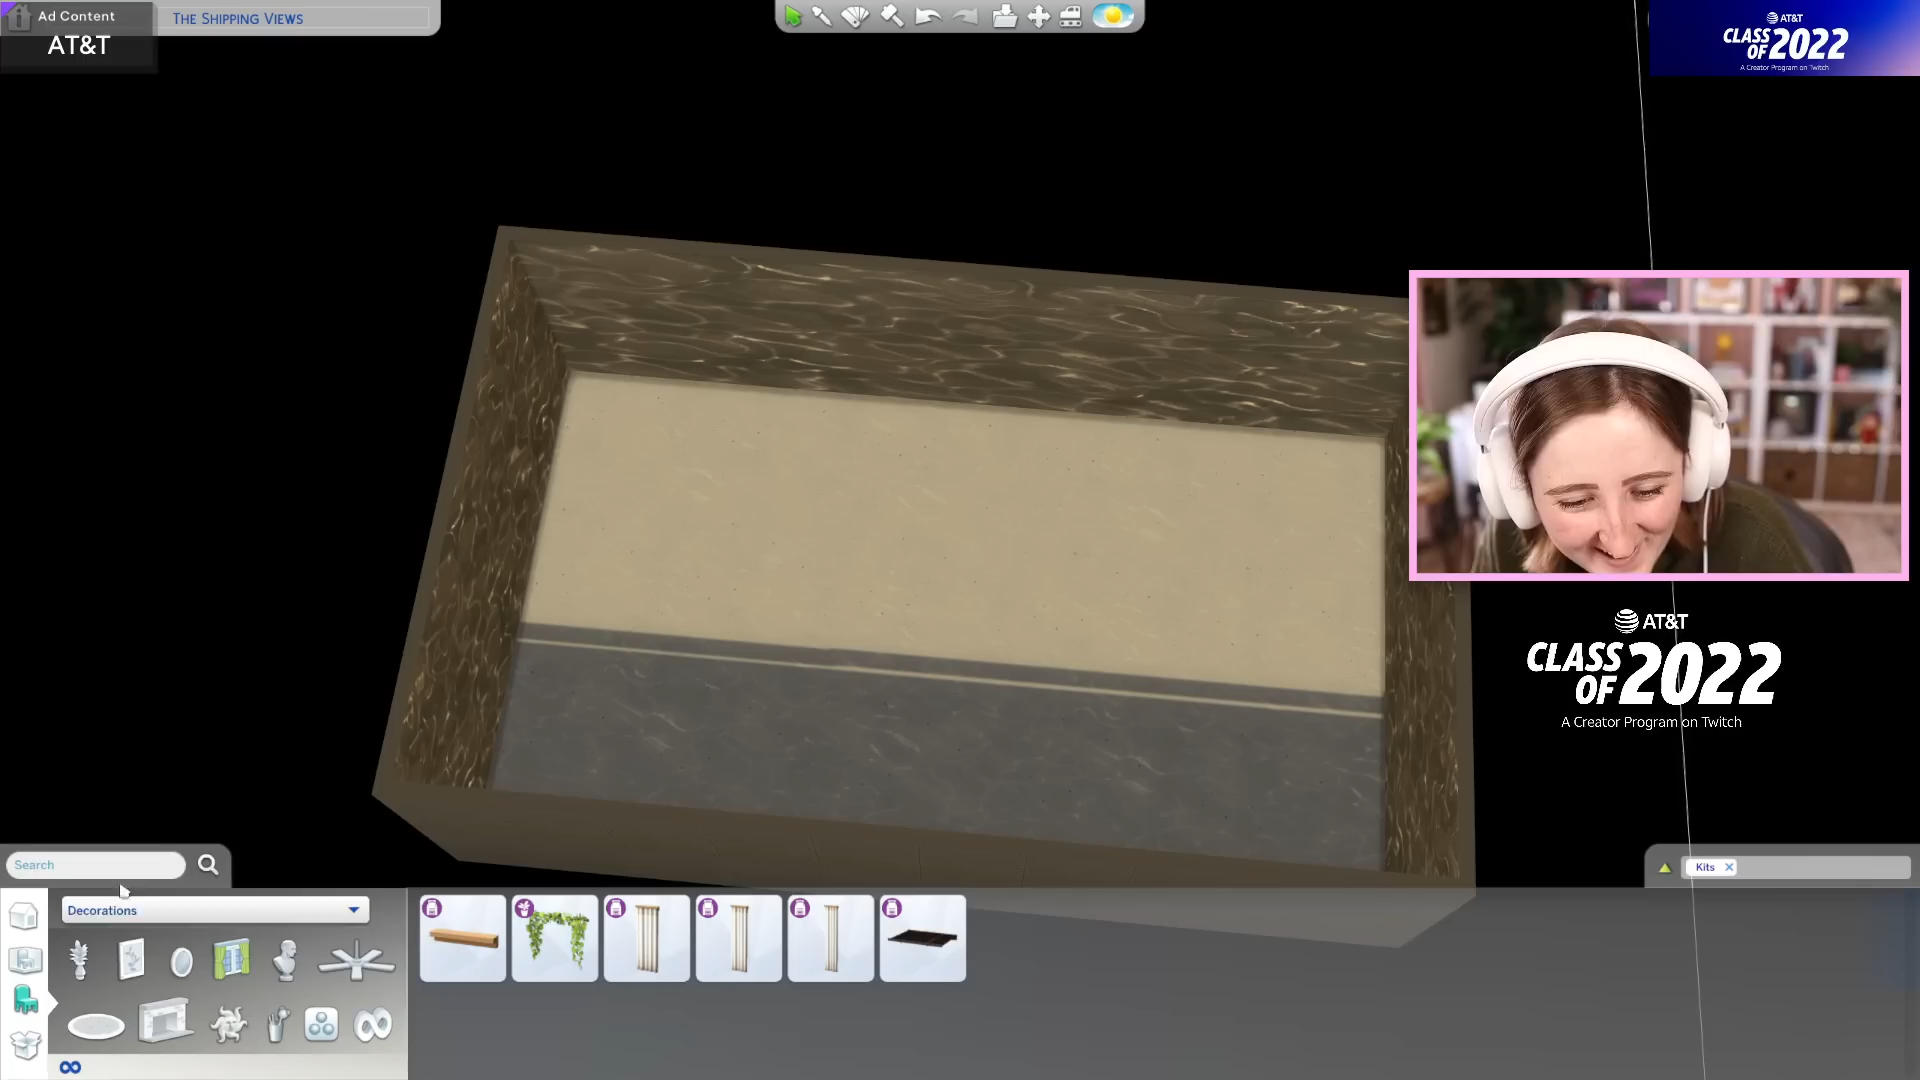 Ad Content
AT&T
THE SHIPPING VIEWS
AT&T
CLASS
OF 2022
A Creator Program on Twitch
AT&T
CLASS
OF 2022
A Creator Program on Twitch
Search
Kits
Decorations